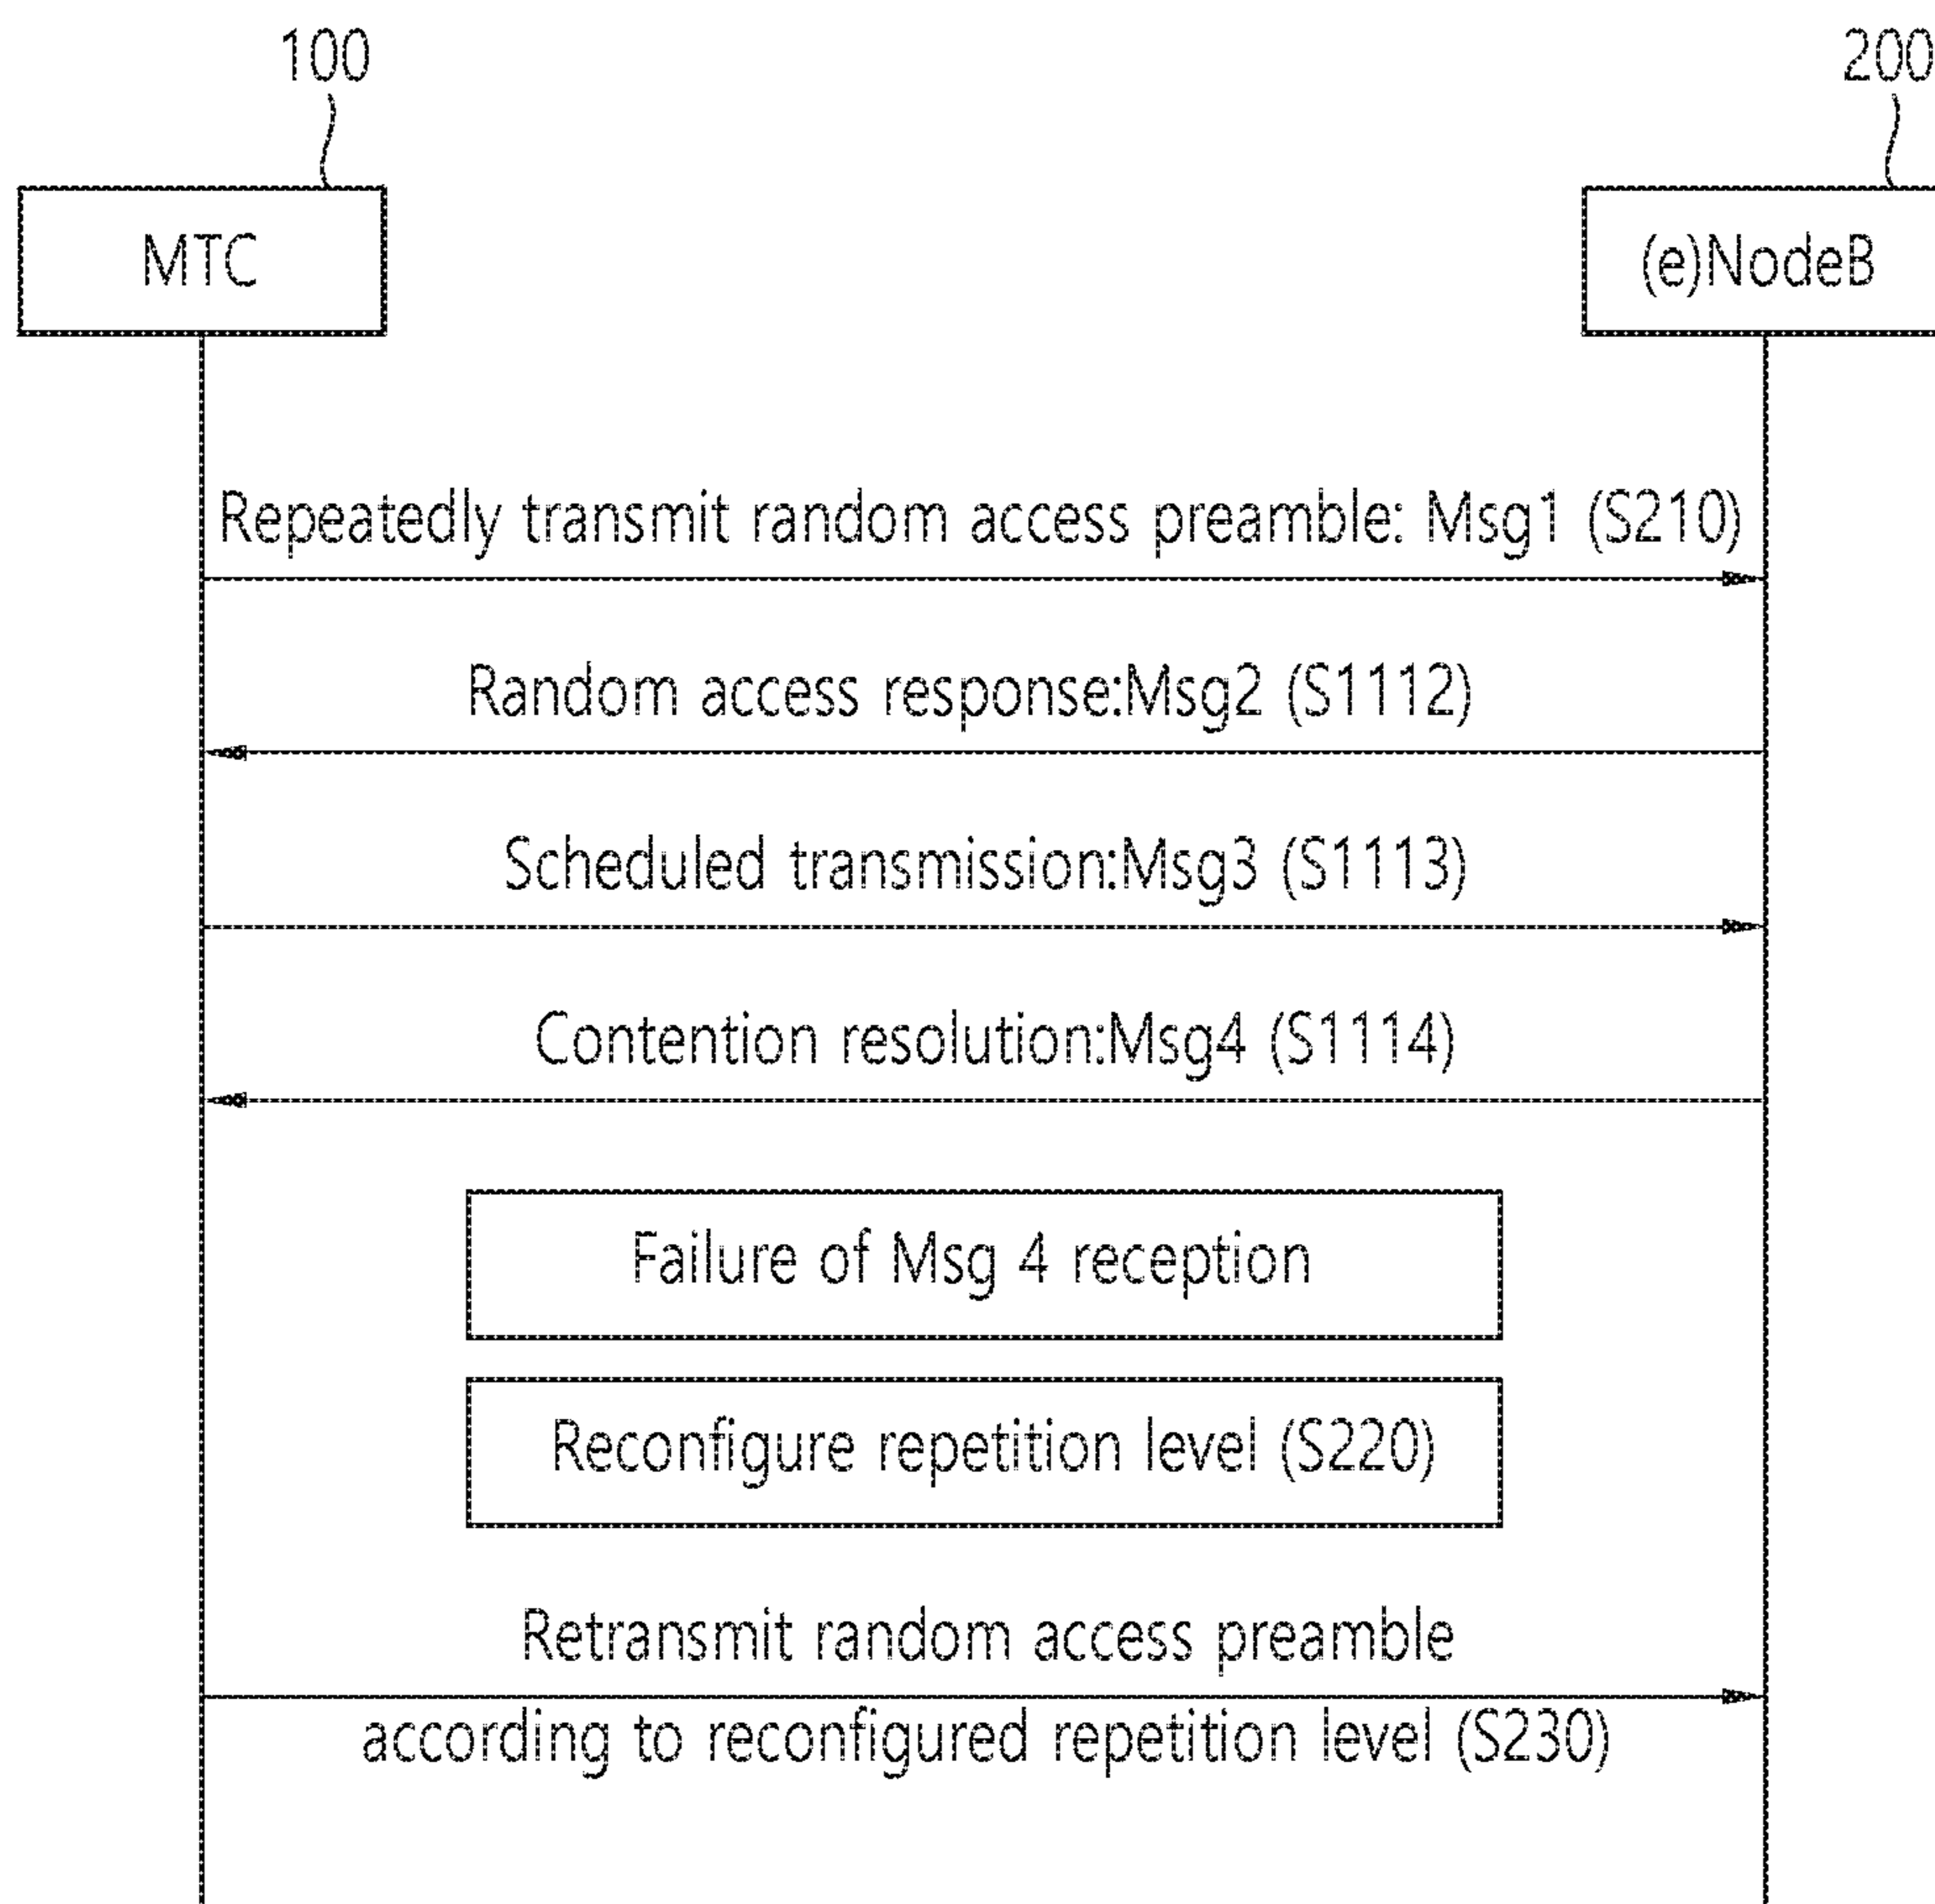 100
200
MTC
(e)NodeB
Repeatedly transmit random access preamble: Msg1 (S210)
Random access response:Msg2 (S1112)
Scheduled transmission:Msg3 (S1113)
Contention resolution:Msg4 (S1114)
Failure of Msg 4 reception
Reconfigure repetition level (S220)
Retransmit random access preamble
according to reconfigured repetition level (S230)